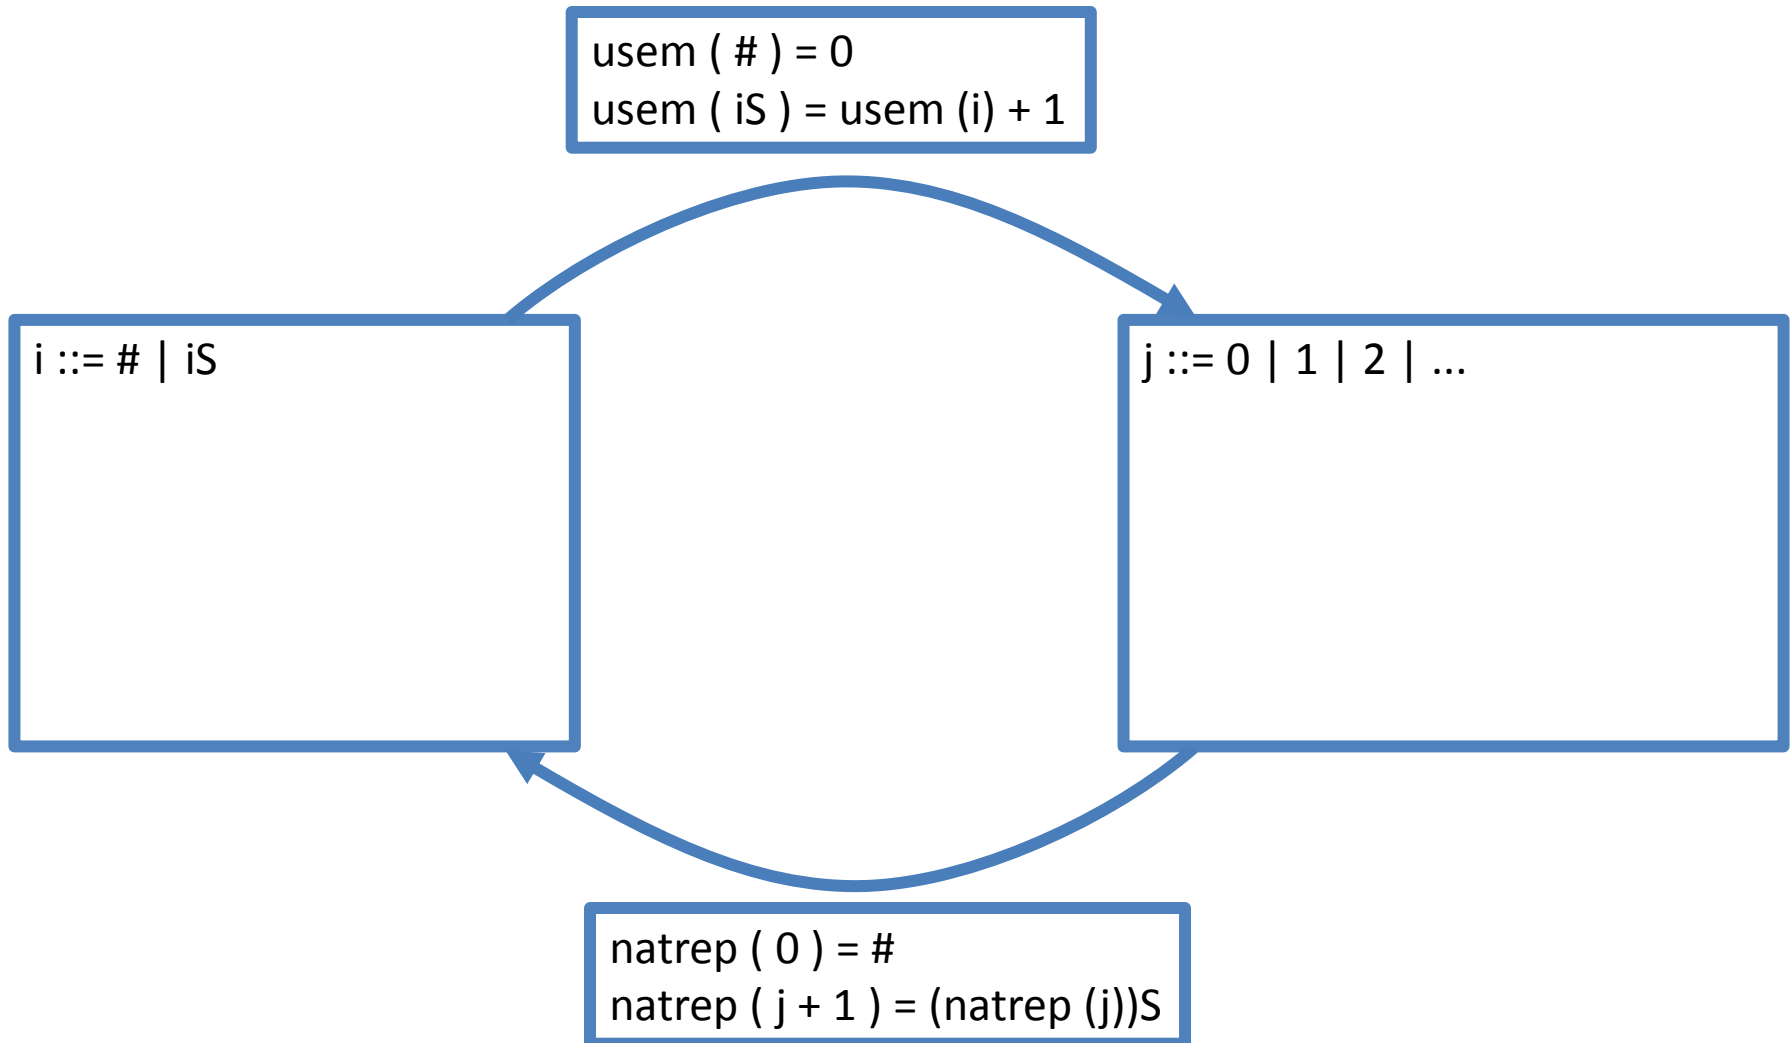 usem ( # ) = 0
usem ( iS ) = usem (i) + 1
i ::= # | iS
j ::= 0 | 1 | 2 | ...
natrep ( 0 ) = #
natrep ( j + 1 ) = (natrep (j))S